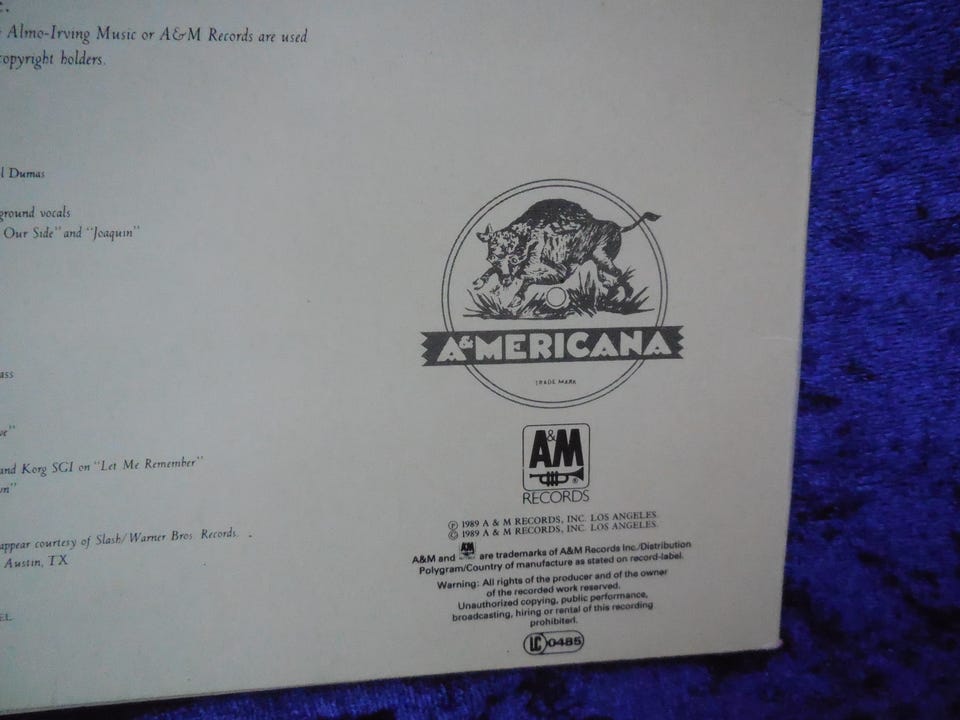 Almo-Irving Music or A&M Records are used
copyright holders.
l Dumas
ground vocals
Our Side" and "Joaquin"
ass
ve"
and Korg SG1 on "Let Me Remember"
wn"
appear courtesy of Slash/Warner Bros. Records.
Austin, TX
EL
A&MERICANA
TRADE MARK
A&M
®
RECORDS
℗ 1989 A & M RECORDS, INC. LOS ANGELES.
© 1989 A & M RECORDS, INC. LOS ANGELES.
A&M and A&M are trademarks of A&M Records Inc./Distribution
Polygram/Country of manufacture as stated on record-label.
Warning: All rights of the producer and of the owner
of the recorded work reserved.
Unauthorized copying, public performance,
broadcasting, hiring or rental of this recording
prohibited.
LC 0485